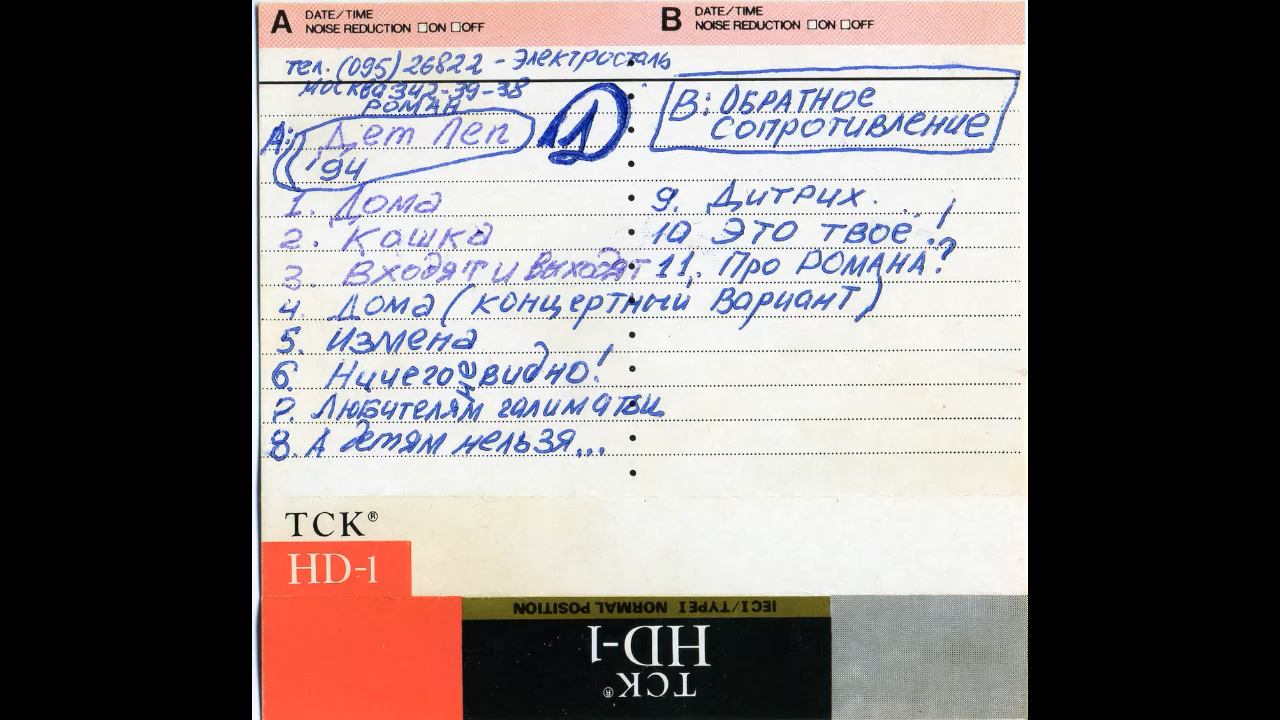 A DATE/TIME
NOISE REDUCTION □ON □OFF
B DATE/TIME
NOISE REDUCTION □ON □OFF
тел. (095) 26822 - Электросталь
Москва 342-39-38
РОМАН
А: Дет Леп
'94
1
В: ОБРАТНОЕ
СОПРОТИВЛЕНИЕ
1. Дома
2. Кошка
3. Входят и выходят
4. Дома (концертный вариант)
5. Измена
6. Ничего не видно!
7. Любителям галиматьи
8. А детям нельзя...
9. Дитрих...
10 Это твоё!
11. Про РОМАНА?
TCK®
HD-1
IECI/TYPEI NORMAL POSITION
HD-1
TCK®